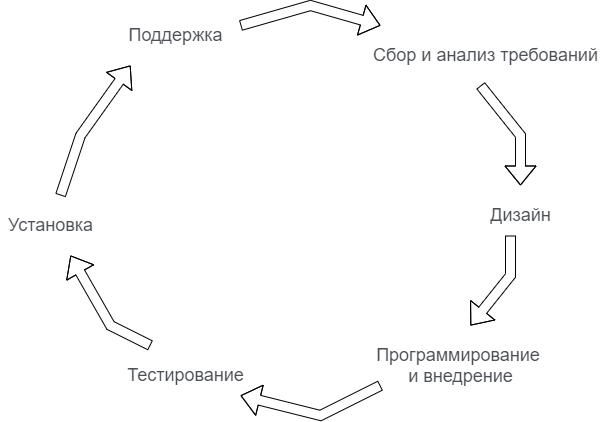 Поддержка
Сбор и анализ требований
Дизайн
Программирование
и внедрение
Тестирование
Установка